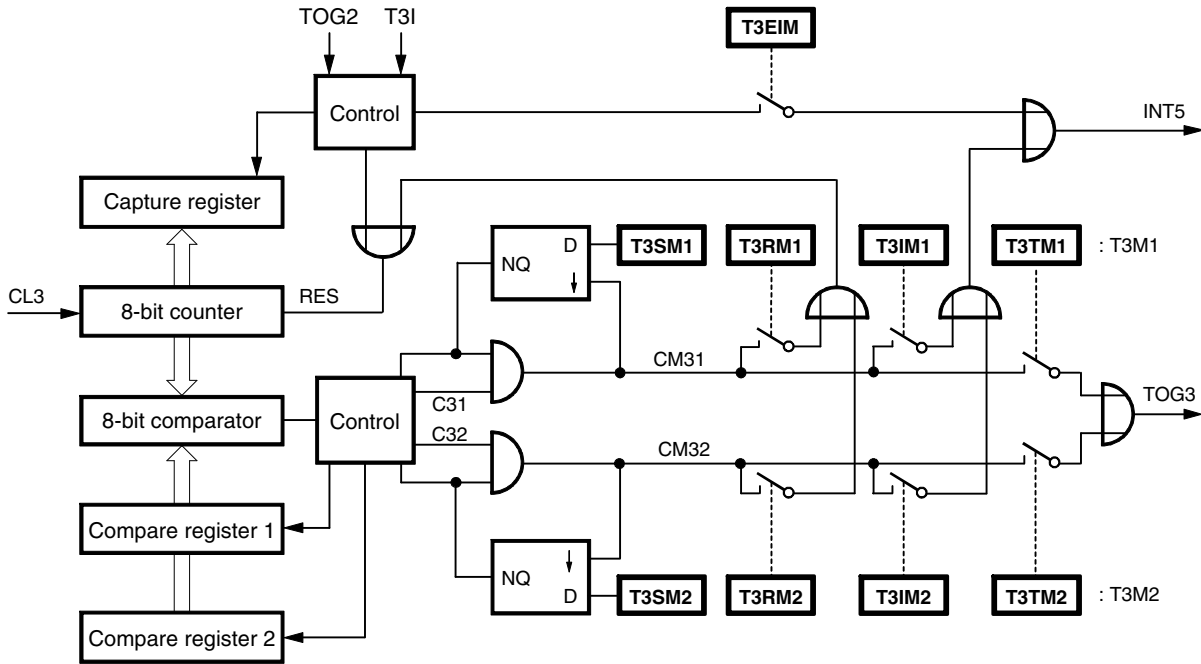 TOG2
T3I
T3EIM
Control
INT5
Capture register
D
T3SM1
T3RM1
T3IM1
T3TM1
: T3M1
NQ
CL3
8-bit counter
RES
CM31
8-bit comparator
Control
C31
C32
TOG3
CM32
Compare register 1
NQ
D
T3SM2
T3RM2
T3IM2
T3TM2
: T3M2
Compare register 2